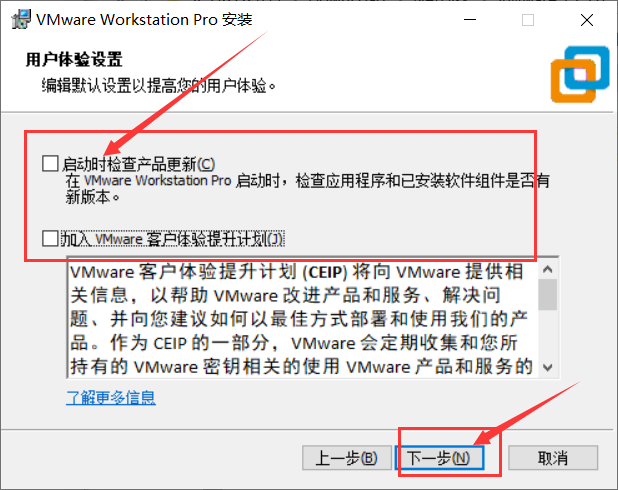 VMware Workstation Pro 安装
用户体验设置
编辑默认设置以提高您的用户体验。
启动时检查产品更新(C)
在 VMware Workstation Pro 启动时，检查应用程序和已安装软件组件是否有
新版本。
加入 VMware 客户体验提升计划(J)
VMware 客户体验提升计划 (CEIP) 将向 VMware 提供相
关信息，以帮助 VMware 改进产品和服务、解决问
题、并向您建议如何以最佳方式部署和使用我们的产
品。作为 CEIP 的一部分，VMware 会定期收集和您所
持有的 VMware 密钥相关的使用 VMware 产品和服务的
了解更多信息
上一步(B)
下一步(N)
取消